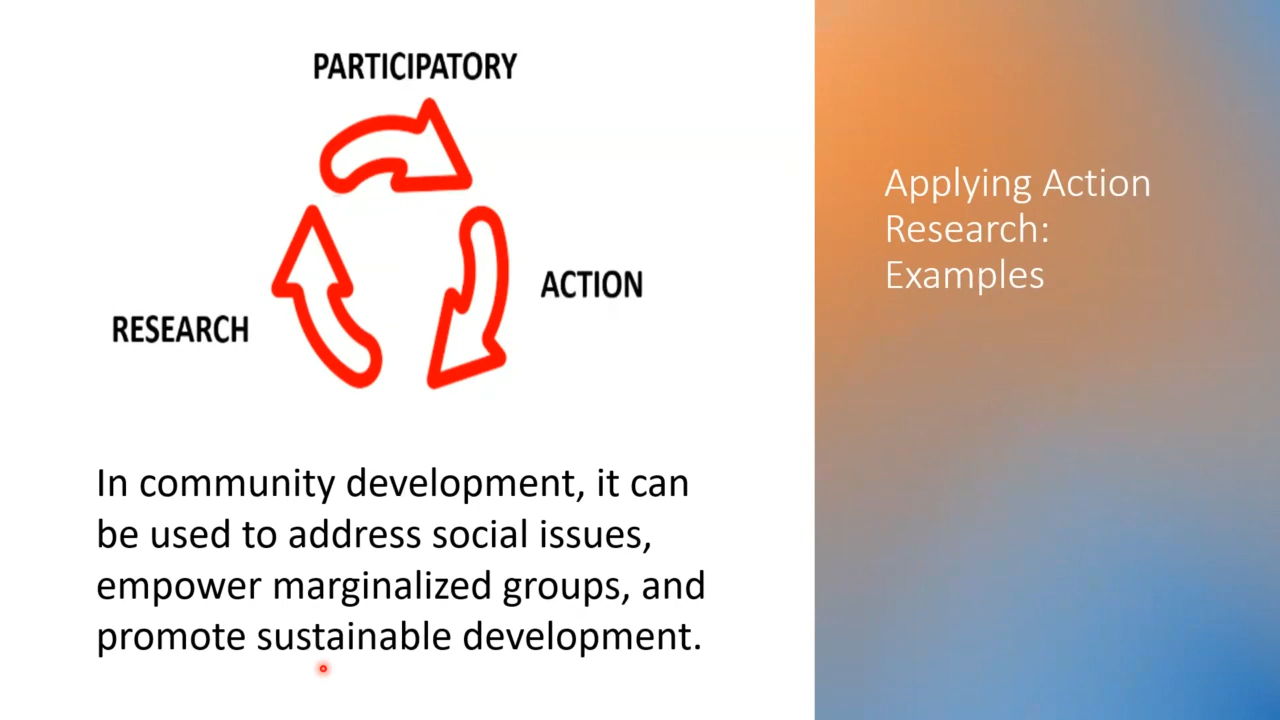 PARTICIPATORY
ACTION
RESEARCH
In community development, it can
be used to address social issues,
empower marginalized groups, and
promote sustainable development.
Applying Action
Research:
Examples